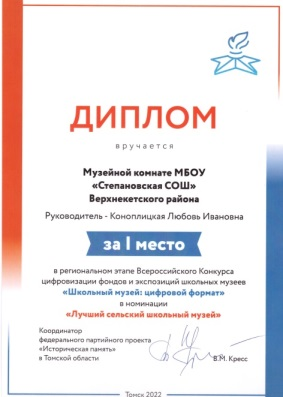 ДИПЛОМ
вручается
Музейной комнате МБОУ
«Степановская СОШ»
Верхнекетского района
Руководитель - Коноплицкая Любовь Ивановна
за I место
в региональном этапе Всероссийского Конкурса
цифровизации фондов и экспозиций школьных музеев
«Школьный музей: цифровой формат»
в номинации
«Лучший сельский школьный музей»
Координатор
федерального партийного проекта
«Историческая память»
в Томской области
В.М. Кресс
Томск 2022